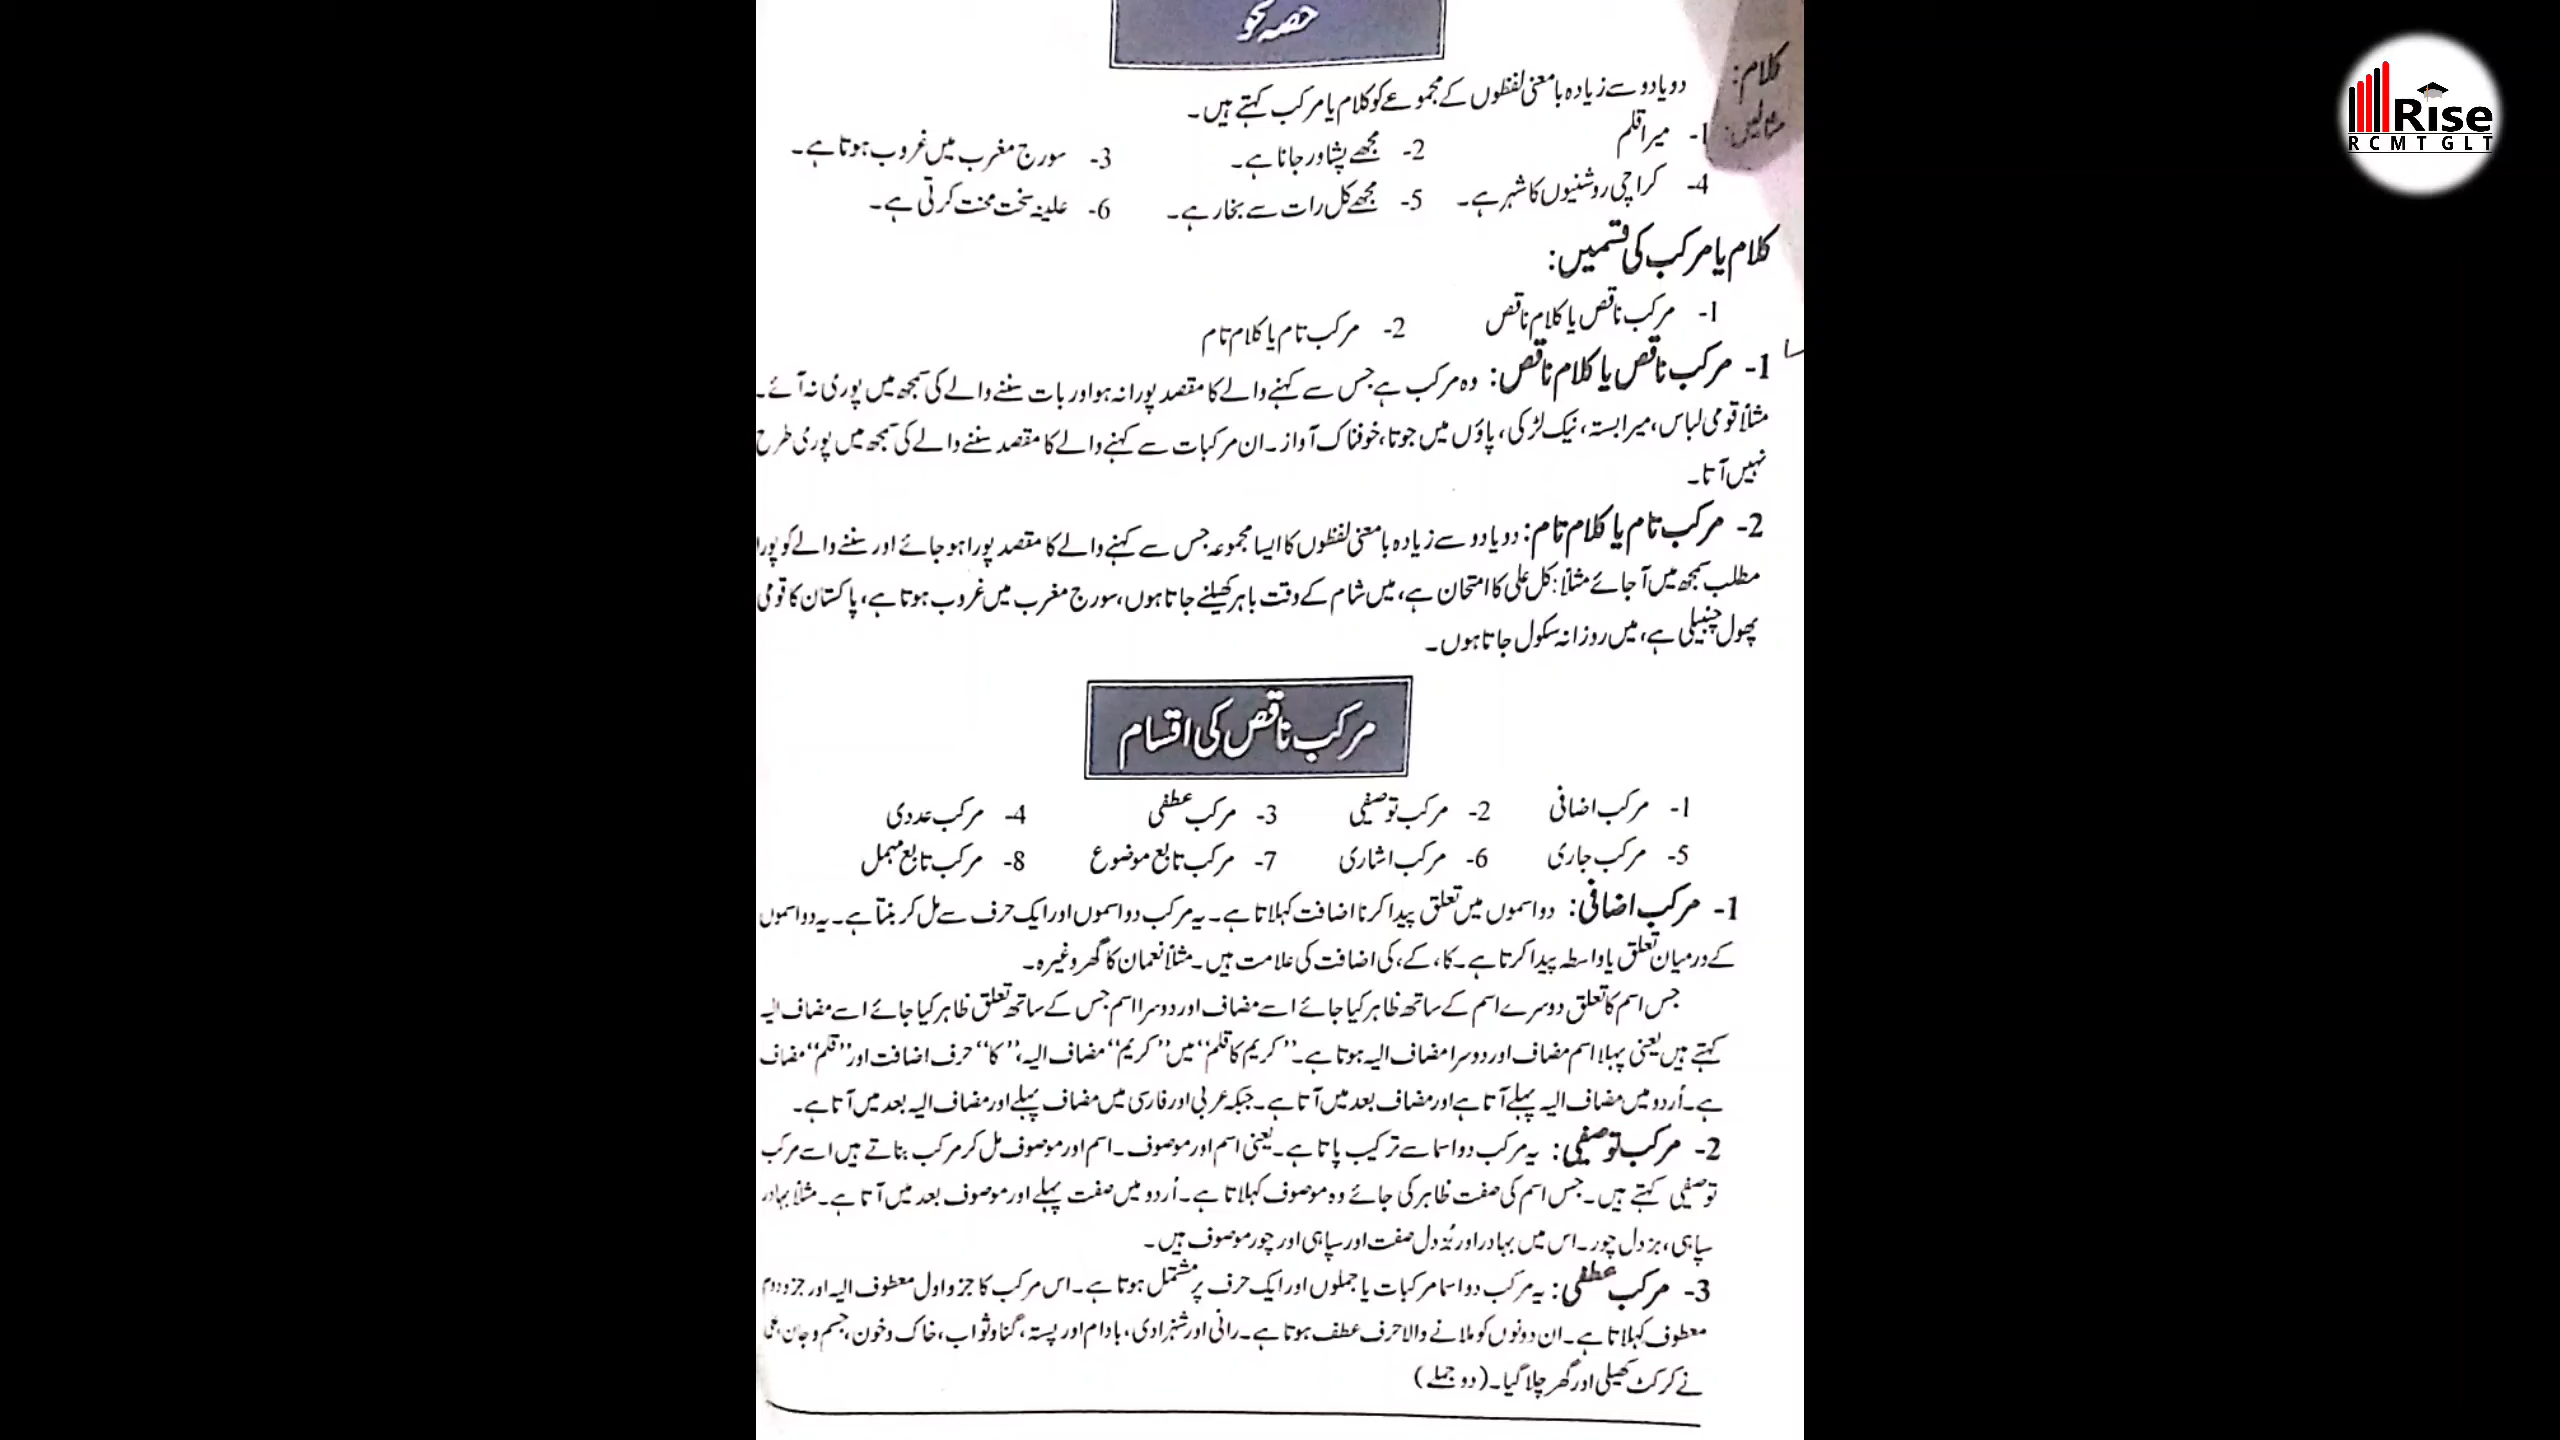 حصہ نحو
کلام: دو یا دو سے زیادہ با معنی لفظوں کے مجموعے کو کلام یا مرکب کہتے ہیں۔
مثالیں: 1- میرا قلم 2- مجھے پشاور جانا ہے۔ 3- سورج مغرب میں غروب ہوتا ہے۔
4- کراچی روشنیوں کا شہر ہے۔ 5- مجھے کل رات سے بخار ہے۔ 6- علینہ سخت محنت کرتی ہے۔
کلام یا مرکب کی قسمیں:
1- مرکب ناقص یا کلام ناقص 2- مرکب تام یا کلام تام
1- مرکب ناقص یا کلام ناقص: وہ مرکب ہے جس سے کہنے والے کا مقصد پورا نہ ہو اور بات سننے والے کی سمجھ میں پوری نہ آئے۔
مثلاً قومی لباس، میرا بستہ، نیک لڑکی، پاؤں میں جوتا، خوفناک آواز۔ ان مرکبات سے کہنے والے کا مقصد سننے والے کی سمجھ میں پوری طرح
نہیں آتا۔
2- مرکب تام یا کلام تام: دو یا دو سے زیادہ با معنی لفظوں کا ایسا مجموعہ جس سے کہنے والے کا مقصد پورا ہو جائے اور سننے والے کو پورا
مطلب سمجھ میں آ جائے مثلاً: کل علی کا امتحان ہے، میں شام کے وقت باہر کھیلنے جاتا ہوں، سورج مغرب میں غروب ہوتا ہے، پاکستان کا قومی
پھول چنبیلی ہے، میں روزانہ سکول جاتا ہوں۔
مرکب ناقص کی اقسام
1- مرکب اضافی 2- مرکب توصیفی 3- مرکب عطفی 4- مرکب عددی
5- مرکب جاری 6- مرکب اشاری 7- مرکب تابع موضوع 8- مرکب تابع مہمل
1- مرکب اضافی: دو اسموں میں تعلق پیدا کرنا اضافت کہلاتا ہے۔ یہ مرکب دو اسموں اور ایک حرف سے مل کر بنتا ہے۔ یہ دو اسموں
کے درمیان تعلق یا واسطہ پیدا کرتا ہے۔ کا، کے، کی اضافت کی علامت ہیں۔ مثلاً نعمان کا گھر وغیرہ۔
جس اسم کا تعلق دوسرے اسم کے ساتھ ظاہر کیا جائے اسے مضاف اور دوسرا اسم جس کے ساتھ تعلق ظاہر کیا جائے اسے مضاف الیہ
کہتے ہیں یعنی پہلا اسم مضاف اور دوسرا مضاف الیہ ہوتا ہے۔ ”کریم کا قلم“ میں ”کریم“ مضاف الیہ، ”کا“ حرف اضافت اور ”قلم“ مضاف
ہے۔ اُردو میں مضاف الیہ پہلے آتا ہے اور مضاف بعد میں آتا ہے۔ جبکہ عربی اور فارسی میں مضاف پہلے اور مضاف الیہ بعد میں آتا ہے۔
2- مرکب توصیفی: یہ مرکب دو اسما سے ترکیب پاتا ہے۔ یعنی اسم اور موصوف۔ اسم اور موصوف مل کر مرکب بناتے ہیں اسے مرکب
توصیفی کہتے ہیں۔ جس اسم کی صفت ظاہر کی جائے وہ موصوف کہلاتا ہے۔ اُردو میں صفت پہلے اور موصوف بعد میں آتا ہے۔ مثلاً بہادر
سپاہی، بزدل چور۔ اس میں بہادر اور بُزدل صفت اور سپاہی اور چور موصوف ہیں۔
3- مرکب عطفی: یہ مرکب دو اسما مرکبات یا جملوں اور ایک حرف پر مشتمل ہوتا ہے۔ اس مرکب کا جزو اول معطوف الیہ اور جزو دوم
معطوف کہلاتا ہے۔ ان دونوں کو ملانے والا حرف عطف ہوتا ہے۔ رانی اور شہزادی، بادام اور پستہ، گناہ و ثواب، خاک و خون، جسم و جان، علی
نے کرکٹ کھیلی اور گھر چلا گیا۔ (دو جملے)
Rise
RCMTGLT